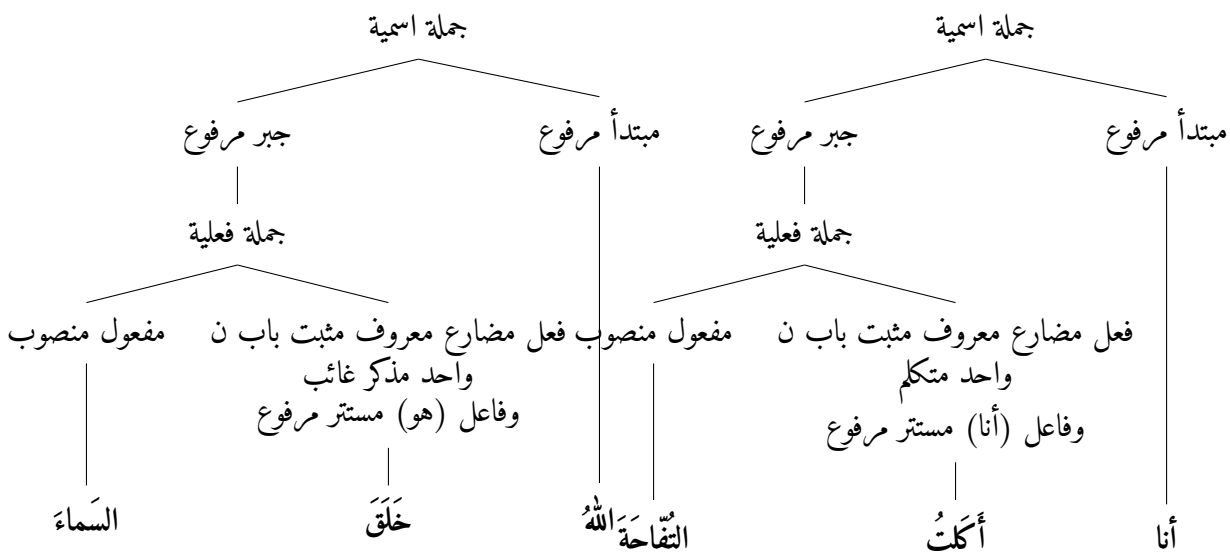 جملة اسمية
جملة اسمية
مبتدأ مرفوع
جبر مرفوع
مبتدأ مرفوع
جبر مرفوع
جملة فعلية
جملة فعلية
فعل مضارع معروف مثبت باب ن
واحد متكلم
وفاعل (أنا) مستتر مرفوع
مفعول منصوب
فعل مضارع معروف مثبت باب ن
واحد مذكر غائب
وفاعل (هو) مستتر مرفوع
مفعول منصوب
أنا
أَكَلتُ
التُفّاحَةَ
اللهُ
خَلَقَ
السَماءَ